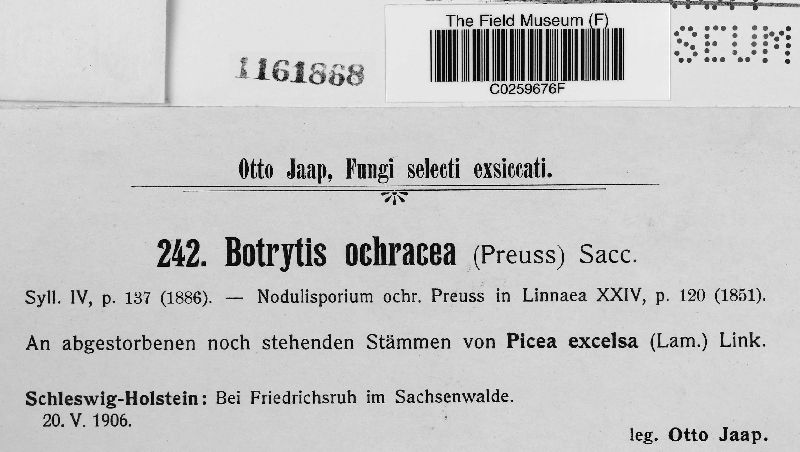 The Field Museum (F)
SEUM
1161868
C0259676F
Otto Jaap, Fungi selecti exsiccati.
242. Botrytis ochracea (Preuss) Sacc.
Syll. IV, p. 137 (1886). — Nodulisporium ochr. Preuss in Linnaea XXIV, p. 120 (1851).
An abgestorbenen noch stehenden Stämmen von Picea excelsa (Lam.) Link.
Schleswig-Holstein: Bei Friedrichsruh im Sachsenwalde.
20. V. 1906.
leg. Otto Jaap.